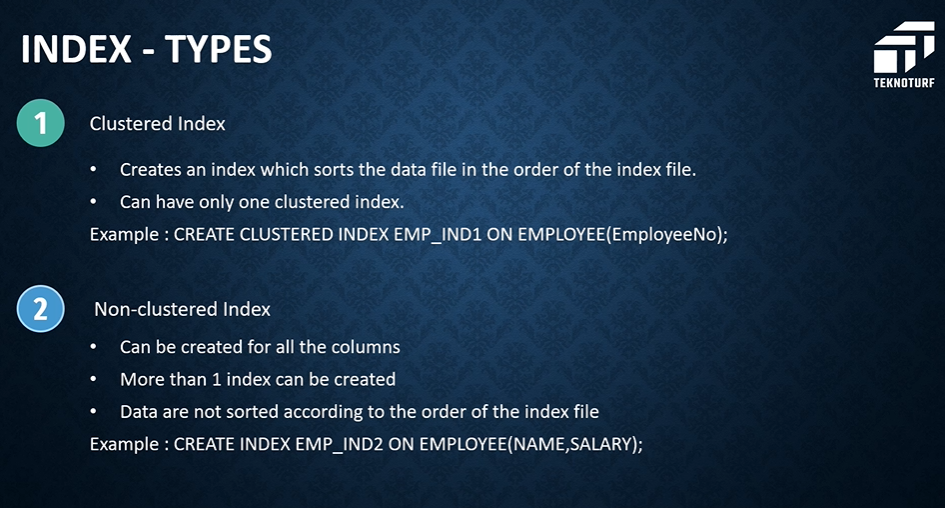 INDEX - TYPES
TEKNOTURF
1
Clustered Index
• Creates an index which sorts the data file in the order of the index file.
• Can have only one clustered index.
Example : CREATE CLUSTERED INDEX EMP_IND1 ON EMPLOYEE(EmployeeNo);
2
Non-clustered Index
• Can be created for all the columns
• More than 1 index can be created
• Data are not sorted according to the order of the index file
Example : CREATE INDEX EMP_IND2 ON EMPLOYEE(NAME,SALARY);